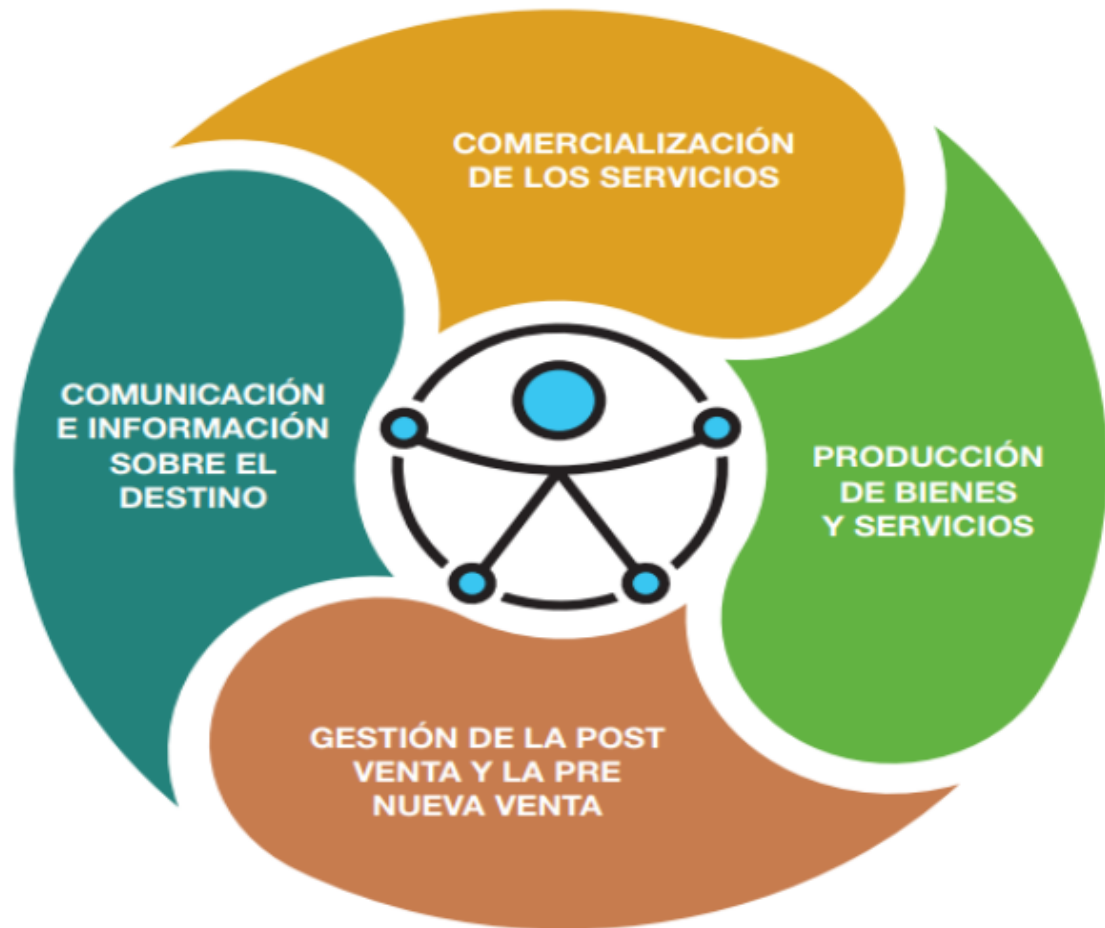 COMERCIALIZACIÓN
DE LOS SERVICIOS
COMUNICACIÓN
E INFORMACIÓN
SOBRE EL
DESTINO
PRODUCCIÓN
DE BIENES
Y SERVICIOS
GESTIÓN DE LA POST
VENTA Y LA PRE
NUEVA VENTA